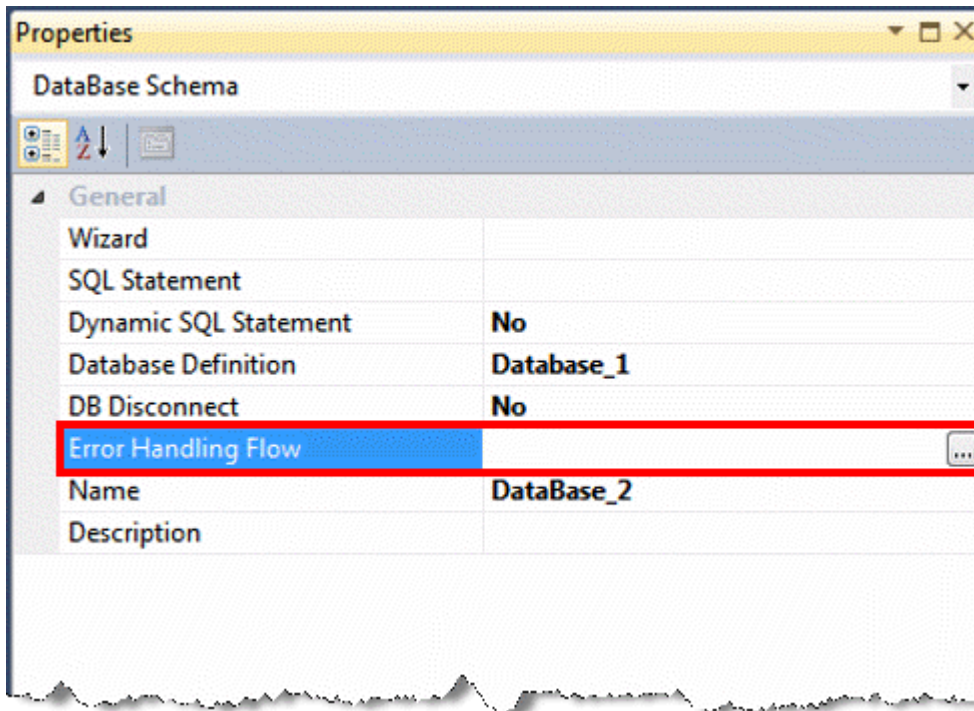 Properties
DataBase Schema
A
Z
General
Wizard
SQL Statement
Dynamic SQL Statement No
Database Definition Database_1
DB Disconnect No
Error Handling Flow ...
Name DataBase_2
Description